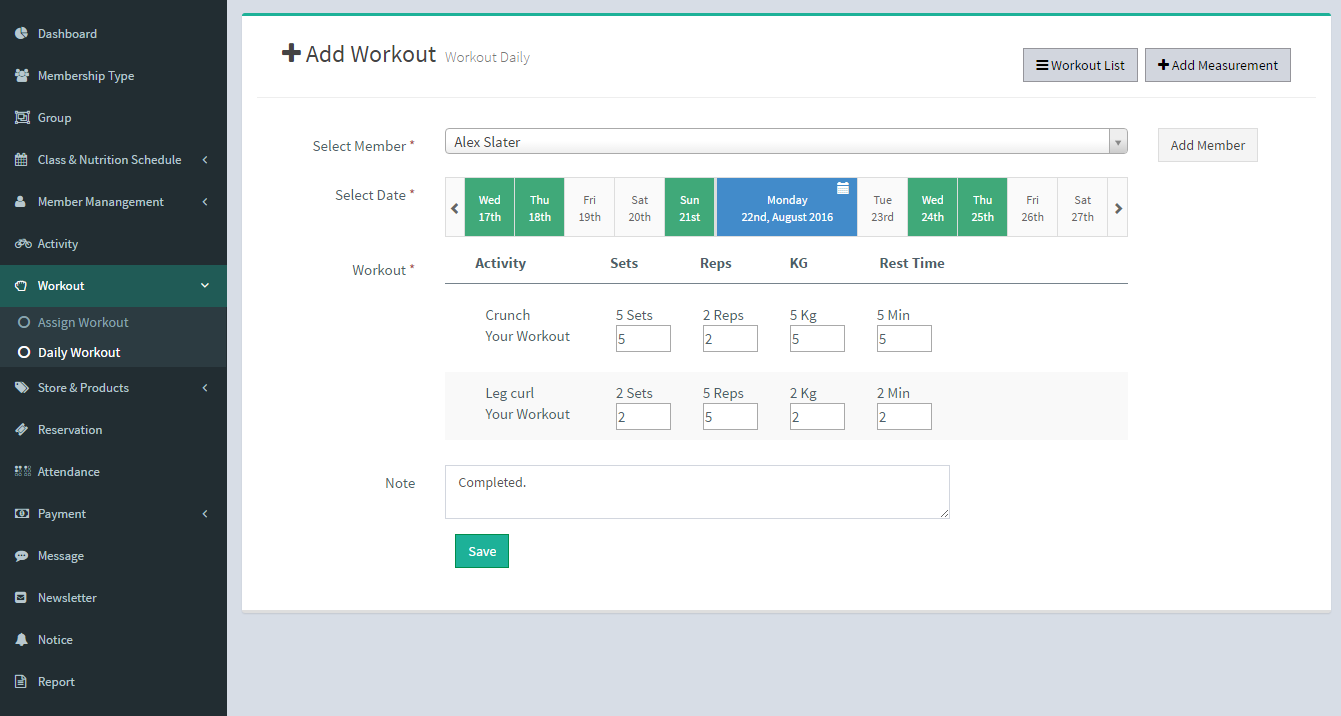 Dashboard
Membership Type
Group
Class & Nutrition Schedule
Member Manangement
Activity
Workout
Assign Workout
Daily Workout
Store & Products
Reservation
Attendance
Payment
Message
Newsletter
Notice
Report
Add Workout Workout Daily
Workout List
Add Measurement
Select Member *
Alex Slater
Add Member
Select Date *
Wed
17th
Thu
18th
Fri
19th
Sat
20th
Sun
21st
Monday
22nd, August 2016
Tue
23rd
Wed
24th
Thu
25th
Fri
26th
Sat
27th
Workout *
Activity Sets Reps KG Rest Time
Crunch 5 Sets 2 Reps 5 Kg 5 Min
Your Workout 5 2 5 5
Leg curl 2 Sets 5 Reps 2 Kg 2 Min
Your Workout 2 5 2 2
Note
Completed.
Save